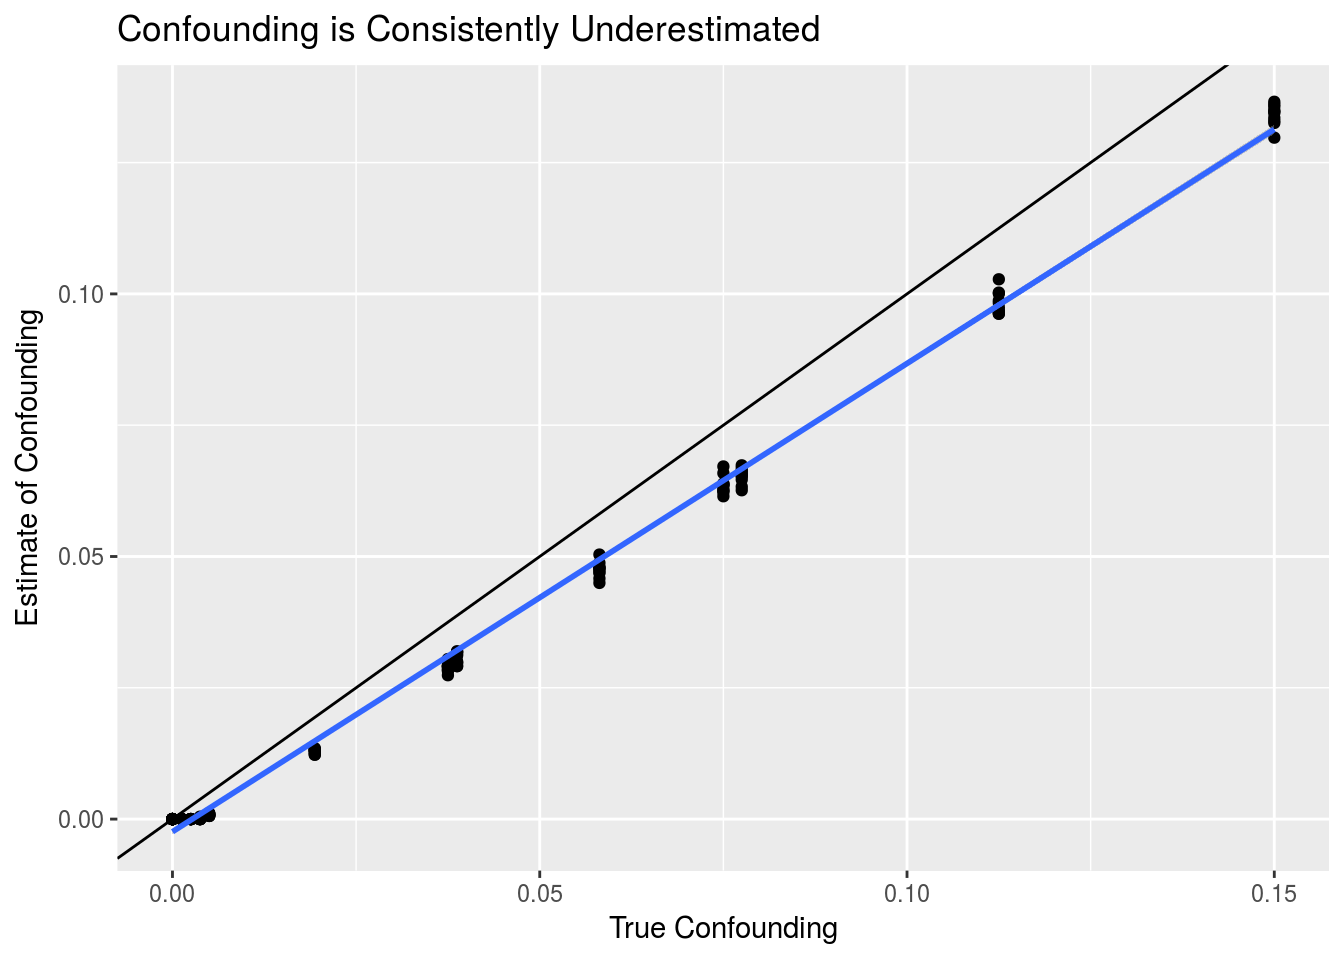 Confounding is Consistently Underestimated
Estimate of Confounding
0.10
0.05
0.00
0.00
0.05
0.10
0.15
True Confounding